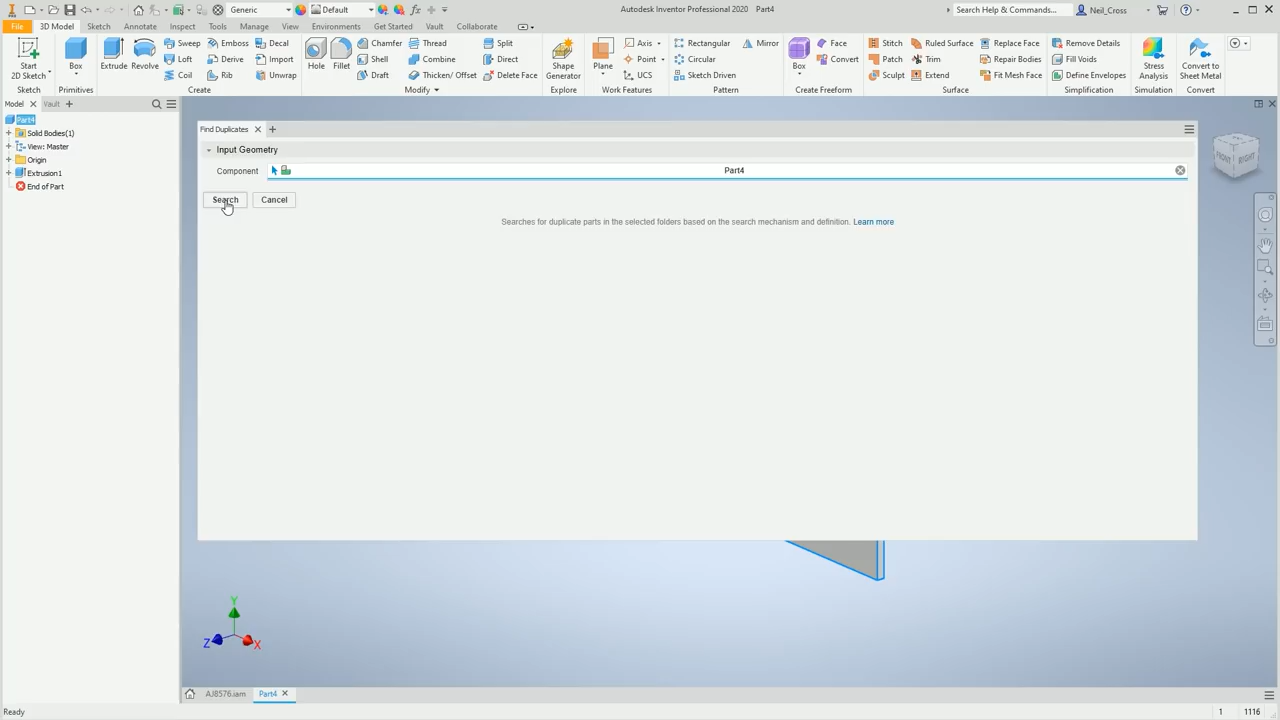 Generic
Default
Autodesk Inventor Professional 2020 Part4
Search Help & Commands...
Neil_Cross
File
3D Model
Sketch
Annotate
Inspect
Tools
Manage
View
Environments
Get Started
Vault
Collaborate
Start
2D Sketch
Sketch
Box
Primitives
Extrude
Revolve
Sweep
Emboss
Decal
Loft
Derive
Import
Coil
Rib
Unwrap
Create
Hole
Fillet
Chamfer
Thread
Split
Shell
Combine
Direct
Draft
Thicken/ Offset
Delete Face
Modify
Shape
Generator
Explore
Plane
Axis
Point
UCS
Work Features
Rectangular
Mirror
Circular
Sketch Driven
Pattern
Box
Face
Convert
Create Freeform
Stitch
Ruled Surface
Replace Face
Patch
Trim
Repair Bodies
Sculpt
Extend
Fit Mesh Face
Surface
Remove Details
Fill Voids
Define Envelopes
Simplification
Stress
Analysis
Simulation
Convert to
Sheet Metal
Convert
Model
Vault
Part4
Solid Bodies(1)
View: Master
Origin
Extrusion1
End of Part
Find Duplicates
Input Geometry
Component
Part4
Search
Cancel
Searches for duplicate parts in the selected folders based on the search mechanism and definition. Learn more
FRONT
RIGHT
Y
Z
X
AJ8576.iam
Part4
Ready
1
1116